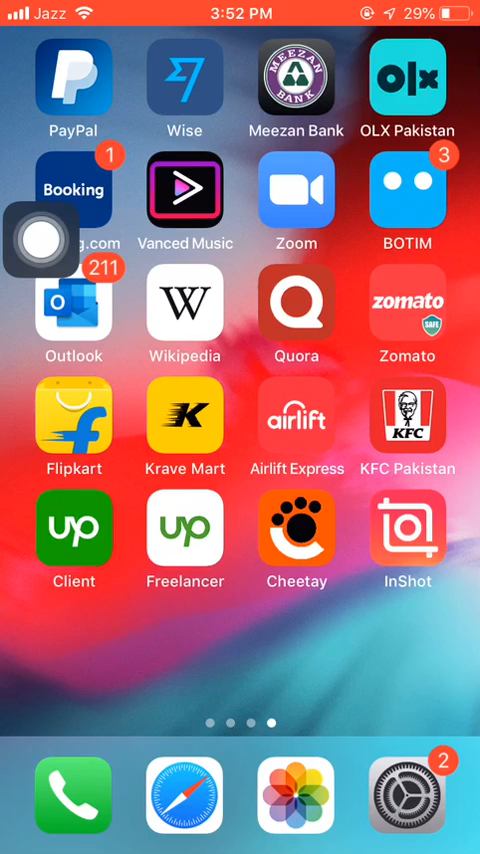 Jazz 3:52 PM 29%
PayPal Wise MEEZAN BANK Meezan Bank olx OLX Pakistan
1 3
Booking
g.com Vanced Music Zoom BOTIM
211
O W zomato
SAFE
Outlook Wikipedia Quora Zomato
f K airlift KFC
Flipkart Krave Mart Airlift Express KFC Pakistan
up up
Client Freelancer Cheetay InShot
2